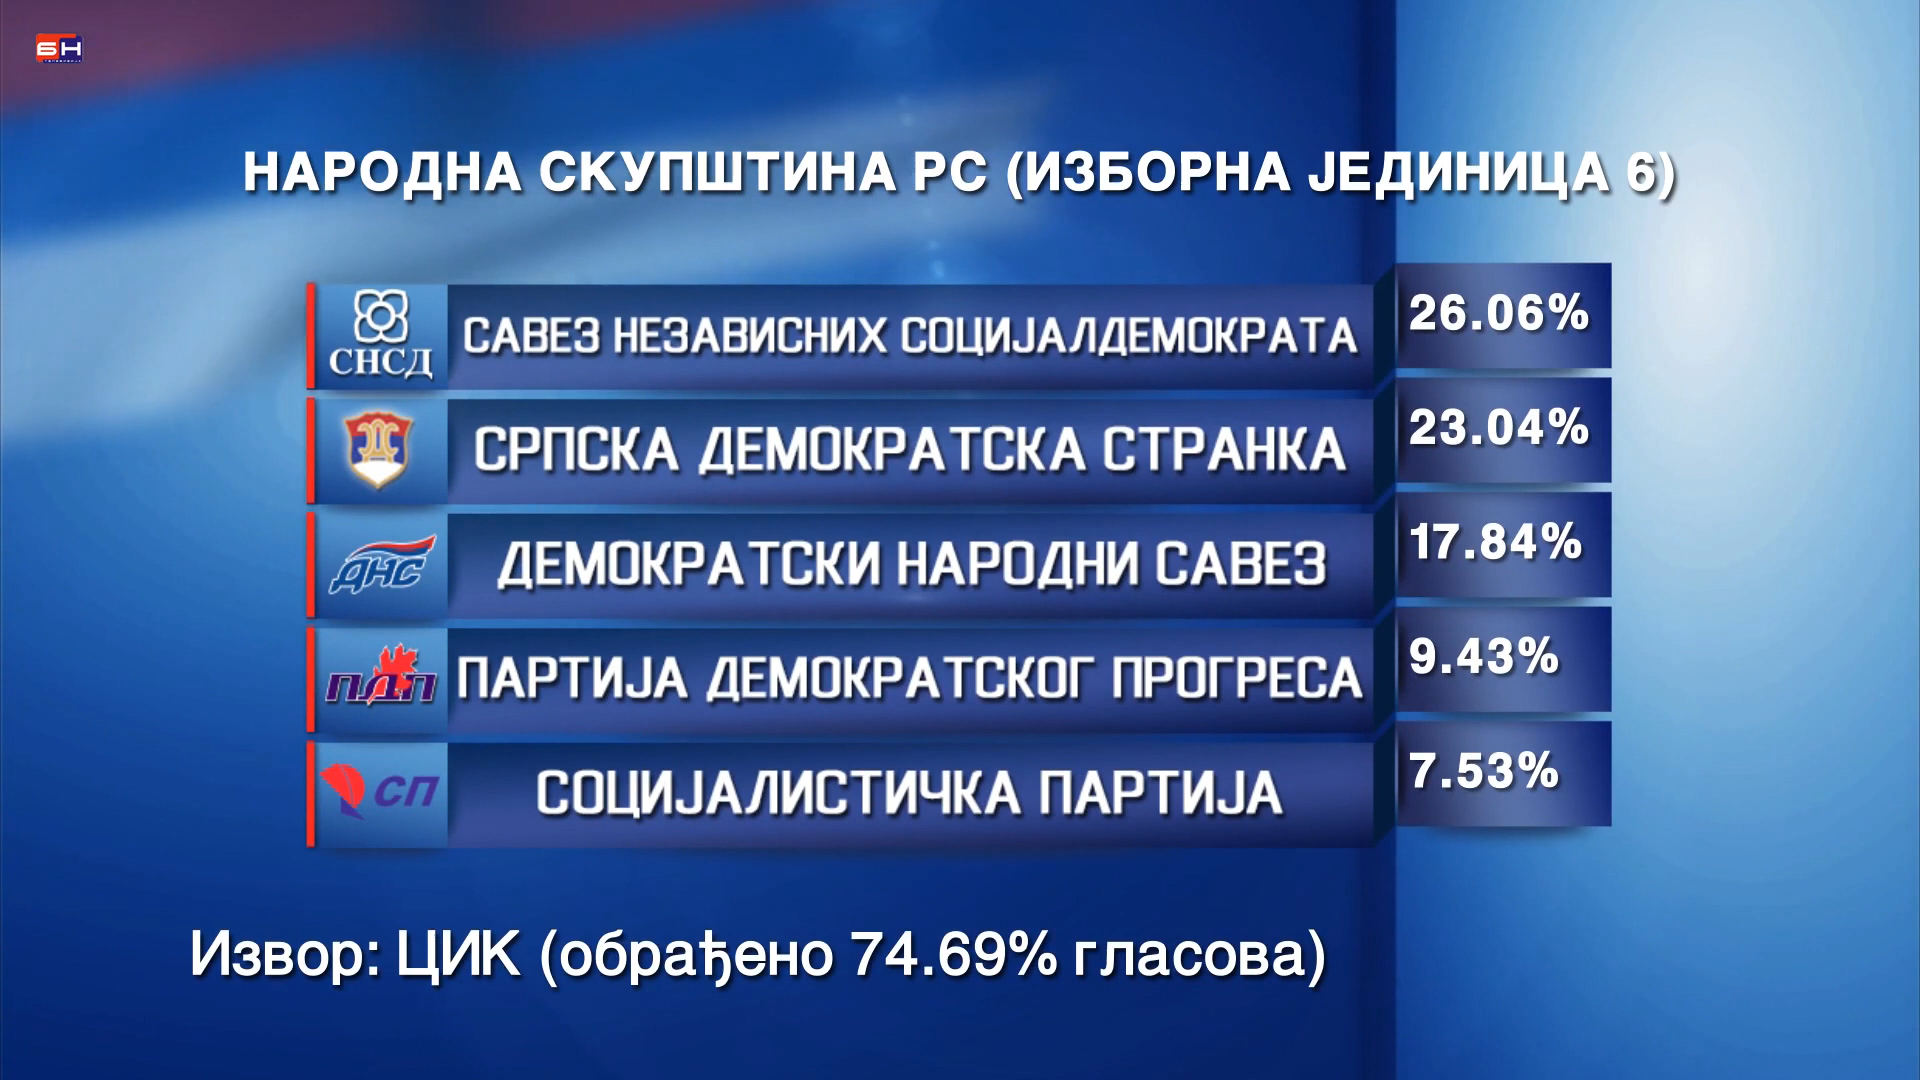 БН
НАРОДНА СКУПШТИНА РС (ИЗБОРНА ЈЕДИНИЦА 6)
СНСД САВЕЗ НЕЗАВИСНИХ СОЦИЈАЛДЕМОКРАТА 26.06%
СРПСКА ДЕМОКРАТСКА СТРАНКА 23.04%
ДНС ДЕМОКРАТСКИ НАРОДНИ САВЕЗ 17.84%
ПДП ПАРТИЈА ДЕМОКРАТСКОГ ПРОГРЕСА 9.43%
СП СОЦИЈАЛИСТИЧКА ПАРТИЈА 7.53%
Извор: ЦИК (обрађено 74.69% гласова)